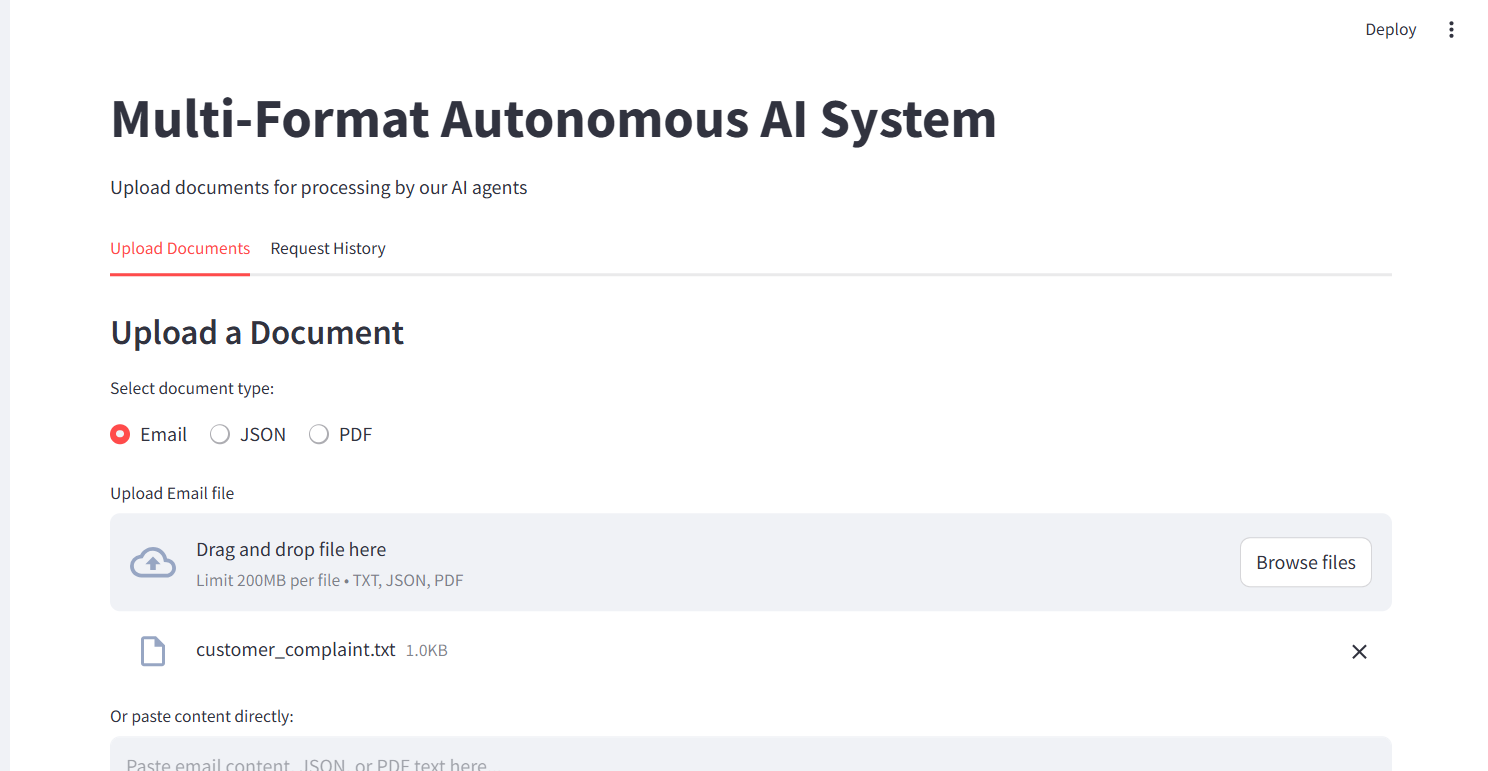 Deploy
Multi-Format Autonomous AI System
Upload documents for processing by our AI agents
Upload Documents Request History
Upload a Document
Select document type:
Email JSON PDF
Upload Email file
Drag and drop file here
Limit 200MB per file • TXT, JSON, PDF
Browse files
customer_complaint.txt 1.0KB
Or paste content directly:
Paste email content, JSON, or PDF text here